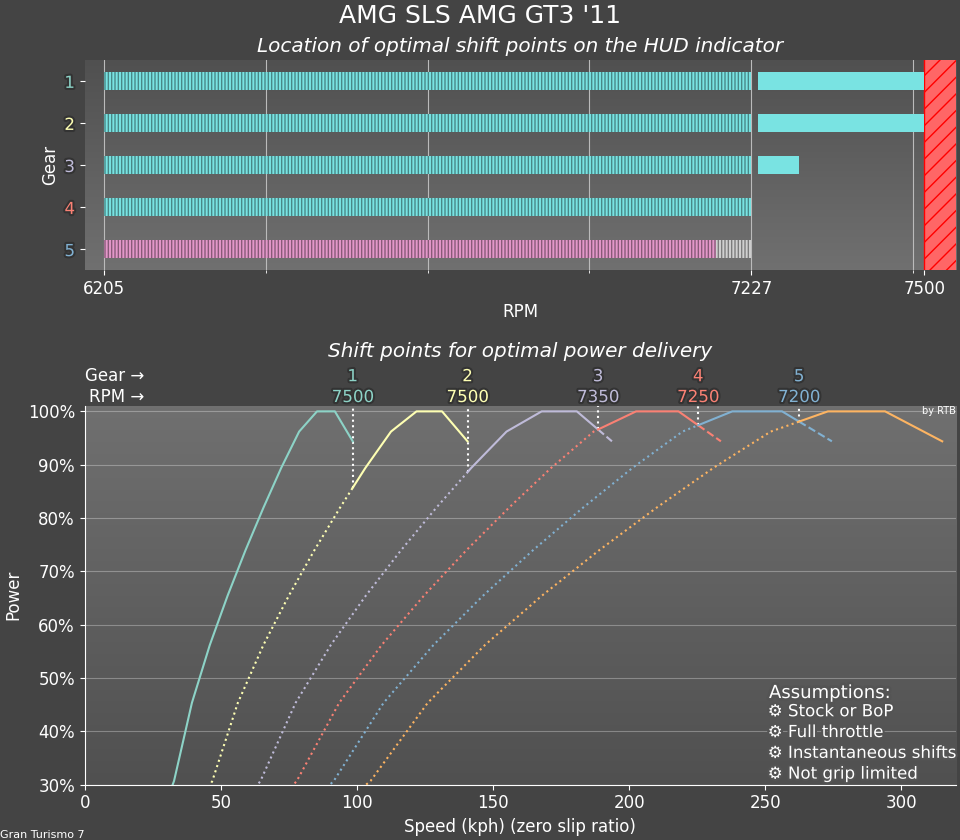 AMG SLS AMG GT3 '11
Location of optimal shift points on the HUD indicator
Gear
1
2
3
4
5
6205 7227 7500
RPM
Shift points for optimal power delivery
Gear → 1 2 3 4 5
RPM → 7500 7500 7350 7250 7200
by RTB
Power
100%
90%
80%
70%
60%
50%
40%
30%
Assumptions:
⚙ Stock or BoP
⚙ Full throttle
⚙ Instantaneous shifts
⚙ Not grip limited
0 50 100 150 200 250 300
Speed (kph) (zero slip ratio)
Gran Turismo 7